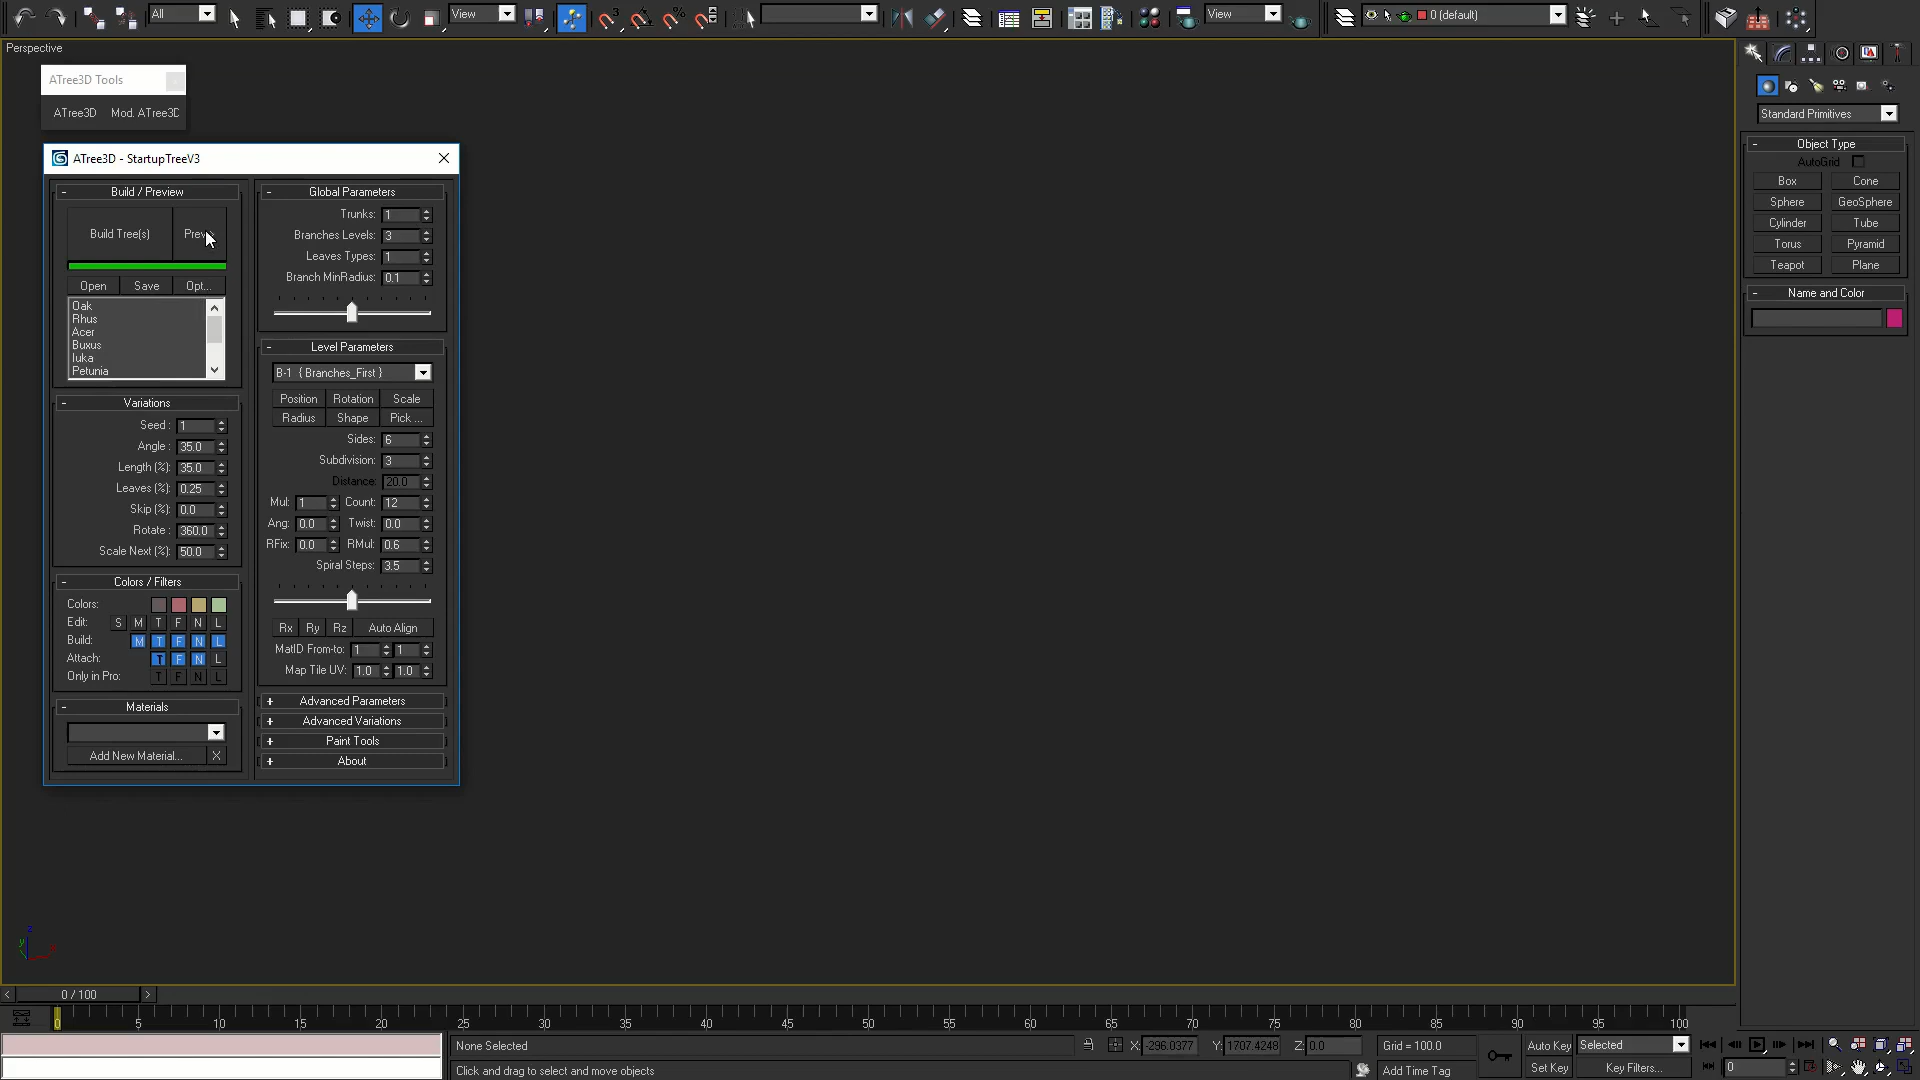 All
View
View
0 (default)
Perspective
ATree3D Tools
ATree3D Mod. ATree3D
ATree3D - StartupTreeV3
Build / Preview
Build Tree(s)
Open Save Opt...
Oak
Rhus
Acer
Buxus
Iuka
Petunia
Variations
Seed : 1
Angle : 35.0
Length (%): 35.0
Leaves (%): 0.25
Skip (%): 0.0
Rotate : 360.0
Scale Next (%): 50.0
Colors / Filters
Colors:
Edit: S M T F N L
Build: M T F N L
Attach: T F N L
Only in Pro: T F N L
Materials
Add New Material... X
Global Parameters
Trunks: 1
Branches Levels: 3
Leaves Types: 1
Branch MinRadius: 0.1
Level Parameters
B-1 { Branches_First }
Position Rotation Scale
Radius Shape Pick ...
Sides: 6
Subdivision: 3
Distance: 20.0
Mul: 1 Count: 12
Ang: 0.0 Twist: 0.0
RFix: 0.0 RMul: 0.6
Spiral Steps: 3.5
Rx Ry Rz Auto Align
MatID From-to: 1 1
Map Tile UV: 1.0 1.0
Advanced Parameters
Advanced Variations
Paint Tools
About
Standard Primitives
Object Type
AutoGrid
Box Cone
Sphere GeoSphere
Cylinder Tube
Torus Pyramid
Teapot Plane
Name and Color
z
y
0 / 100
0 5 10 15 20 25 30 35 40 45 50 55 60 65 70 75 80 85 90 95 100
None Selected X: -296.0377 Y: 1707.4248 Z: 0.0 Grid = 100.0 Auto Key Selected
Click and drag to select and move objects Add Time Tag Set Key Key Filters... 0